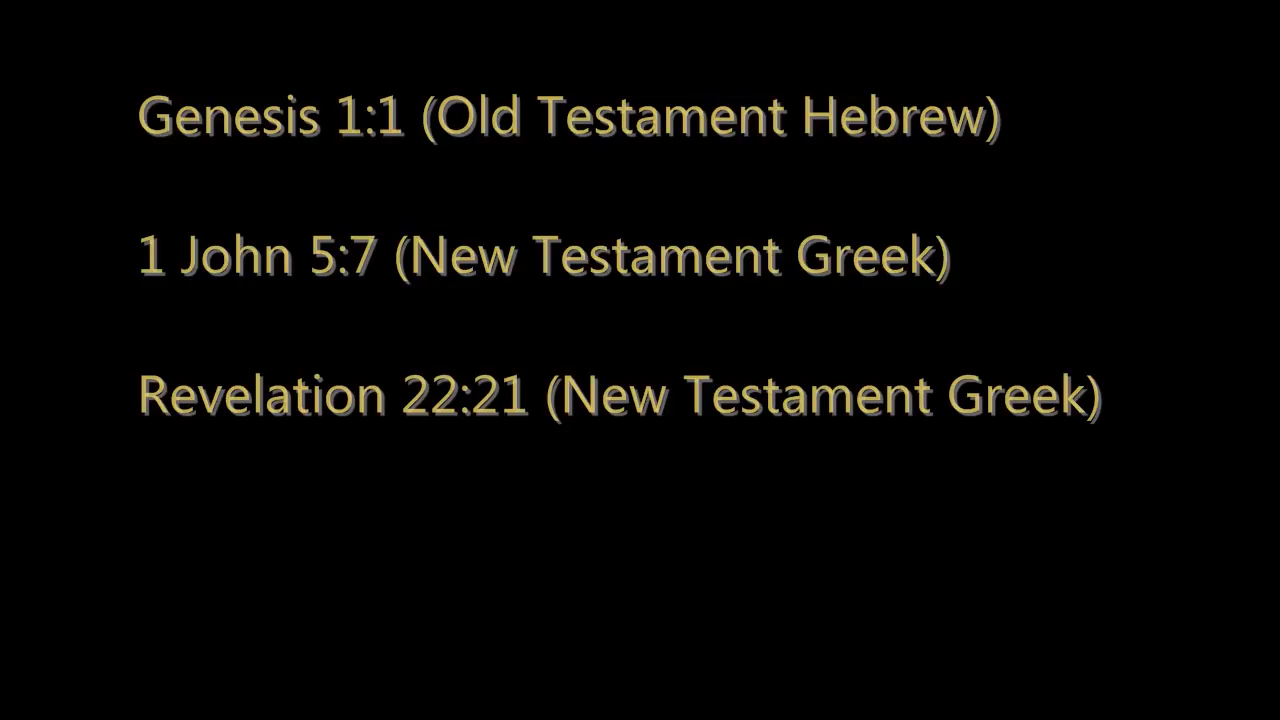 Genesis 1:1 (Old Testament Hebrew)
1 John 5:7 (New Testament Greek)
Revelation 22:21 (New Testament Greek)